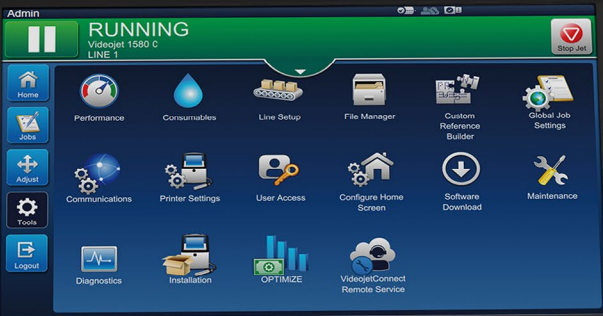 Admin
RUNNING
Videojet 1580 C
LINE 1
Stop Jet
Home
Jobs
Adjust
Tools
Logout
Performance
Consumables
Line Setup
File Manager
Custom
Reference
Builder
Global Job
Settings
Communications
Printer Settings
User Access
Configure Home
Screen
Software
Download
Maintenance
Diagnostics
Installation
OPTIMiZE
VideojetConnect
Remote Service